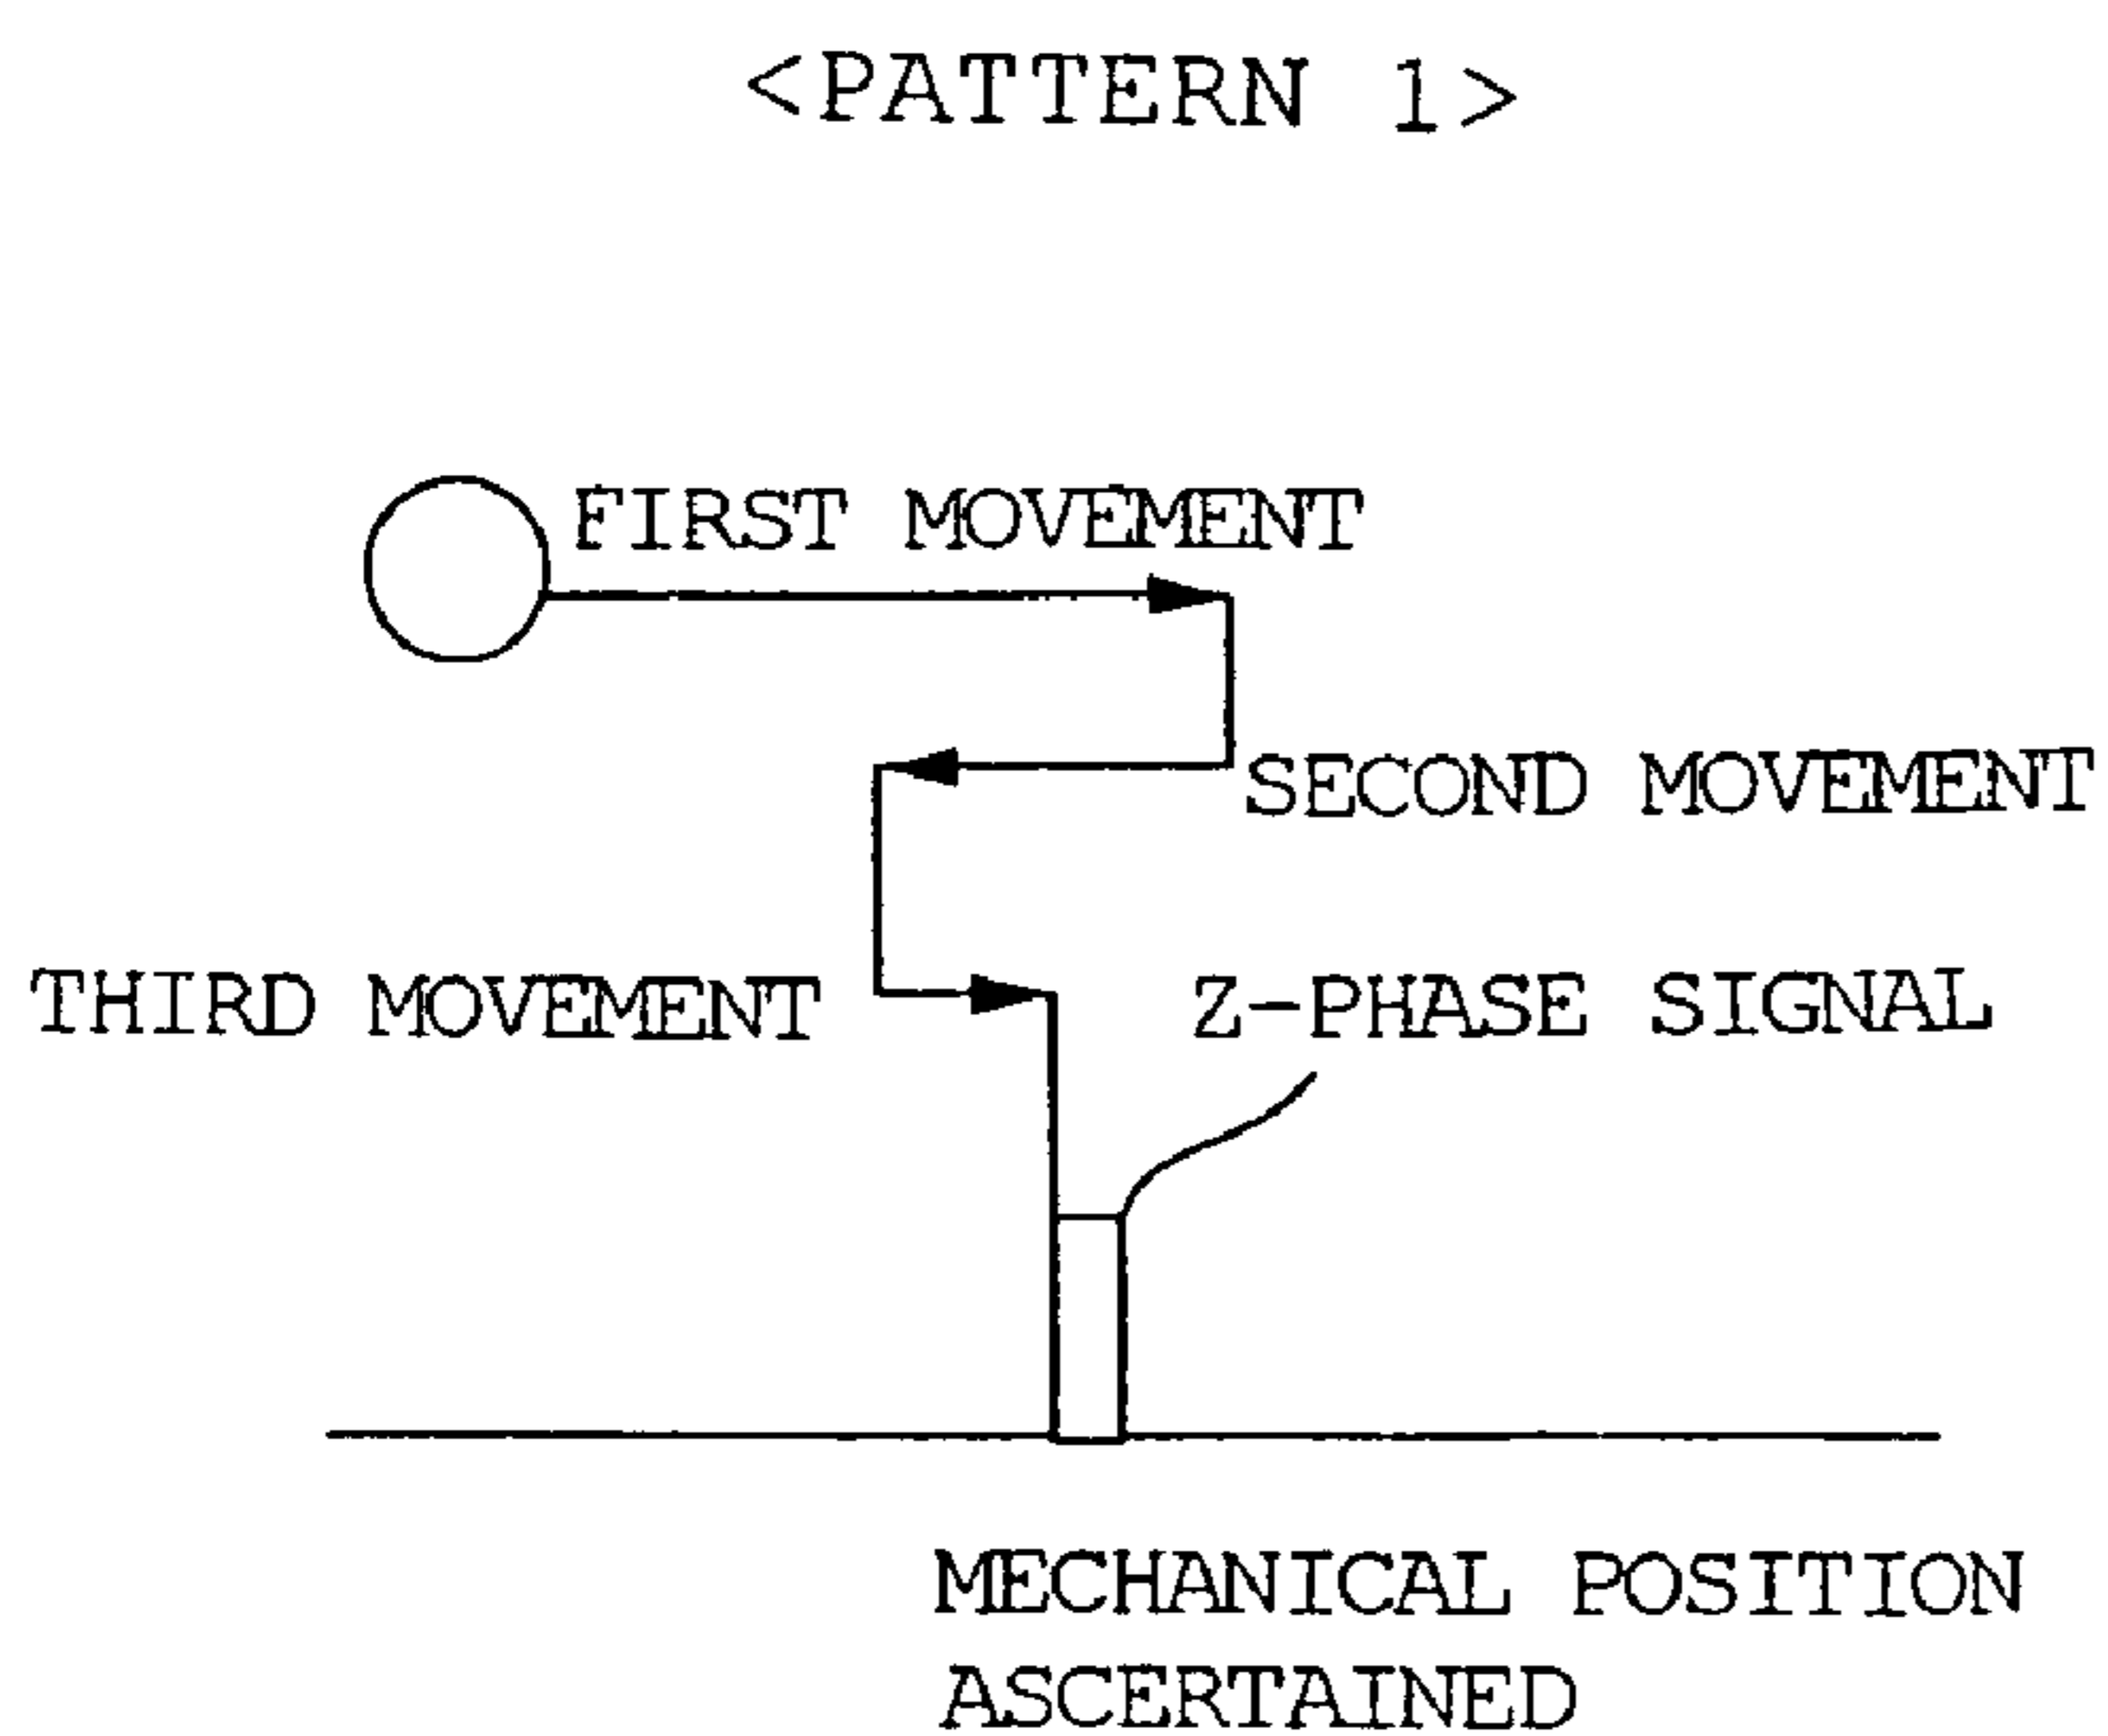 <PATTERN 1>
FIRST MOVEMENT
SECOND MOVEMENT
THIRD MOVEMENT
Z-PHASE SIGNAL
MECHANICAL POSITION
ASCERTAINED